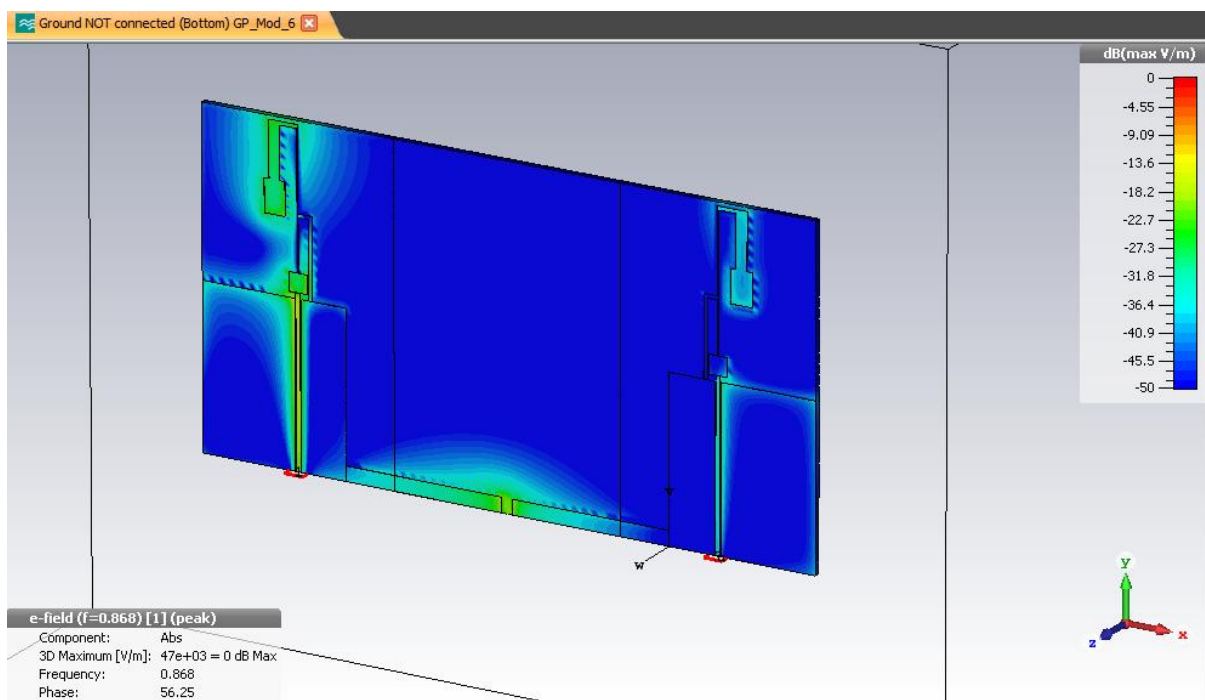 Ground NOT connected (Bottom) GP_Mod_6
dB(max V/m)
0
-4.55
-9.09
-13.6
-18.2
-22.7
-27.3
-31.8
-36.4
-40.9
-45.5
-50
v
w
y
x
z
e-field (f=0.868) [1] (peak)
Component: Abs
3D Maximum [V/m]: 47e+03 = 0 dB Max
Frequency: 0.868
Phase: 56.25